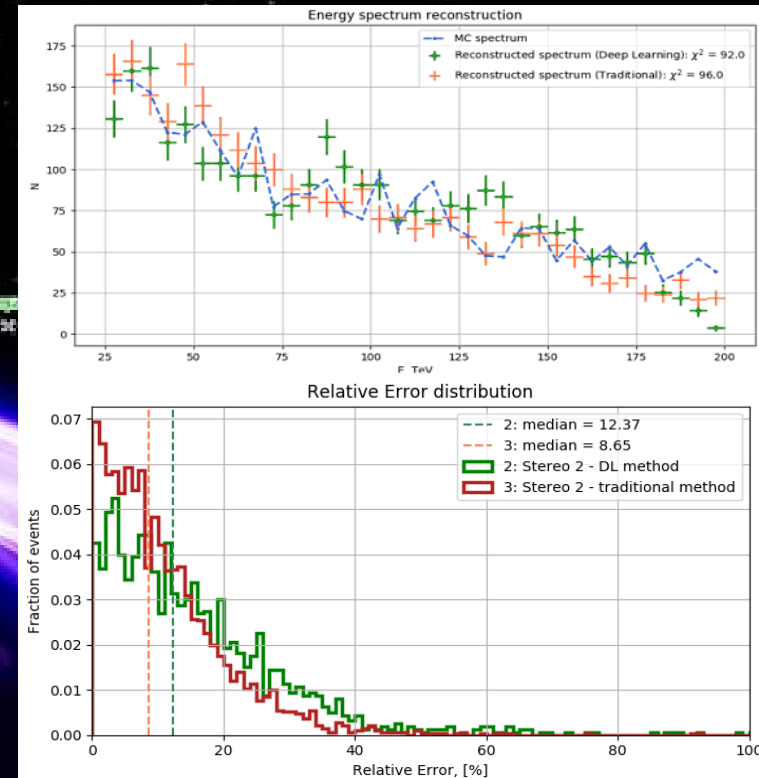 Energy spectrum reconstruction
MC spectrum
Reconstructed spectrum (Deep Learning): χ² = 92.0
Reconstructed spectrum (Traditional): χ² = 96.0
N
175
150
125
100
75
50
25
0
25 50 75 100 125 150 175 200
E, TeV
Relative Error distribution
2: median = 12.37
3: median = 8.65
2: Stereo 2 - DL method
3: Stereo 2 - traditional method
Fraction of events
0.07
0.06
0.05
0.04
0.03
0.02
0.01
0.00
0 20 40 60 80 100
Relative Error, [%]